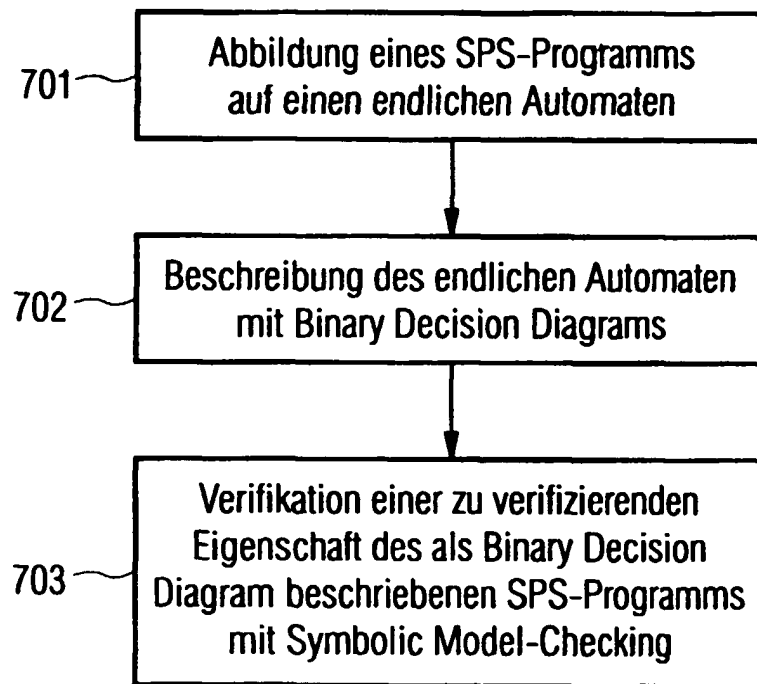 701
Abbildung eines SPS-Programms
auf einen endlichen Automaten
702
Beschreibung des endlichen Automaten
mit Binary Decision Diagrams
703
Verifikation einer zu verifizierenden
Eigenschaft des als Binary Decision
Diagram beschriebenen SPS-Programms
mit Symbolic Model-Checking